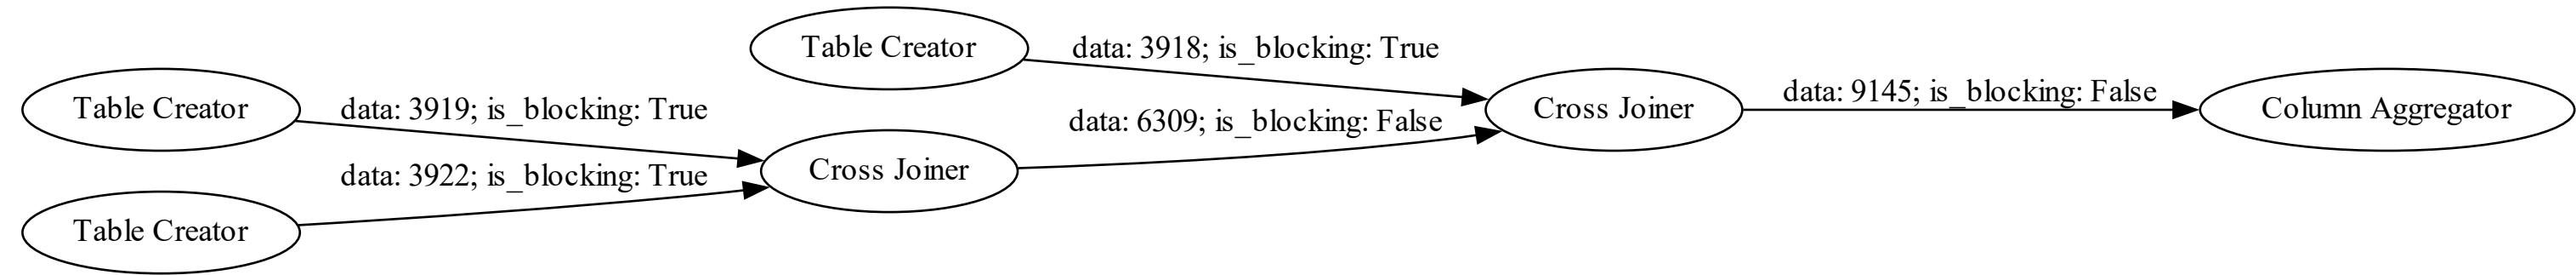 Table Creator
data: 3918; is_blocking: True
Table Creator
data: 3919; is_blocking: True
Cross Joiner
data: 9145; is_blocking: False
Column Aggregator
data: 6309; is_blocking: False
Cross Joiner
data: 3922; is_blocking: True
Table Creator